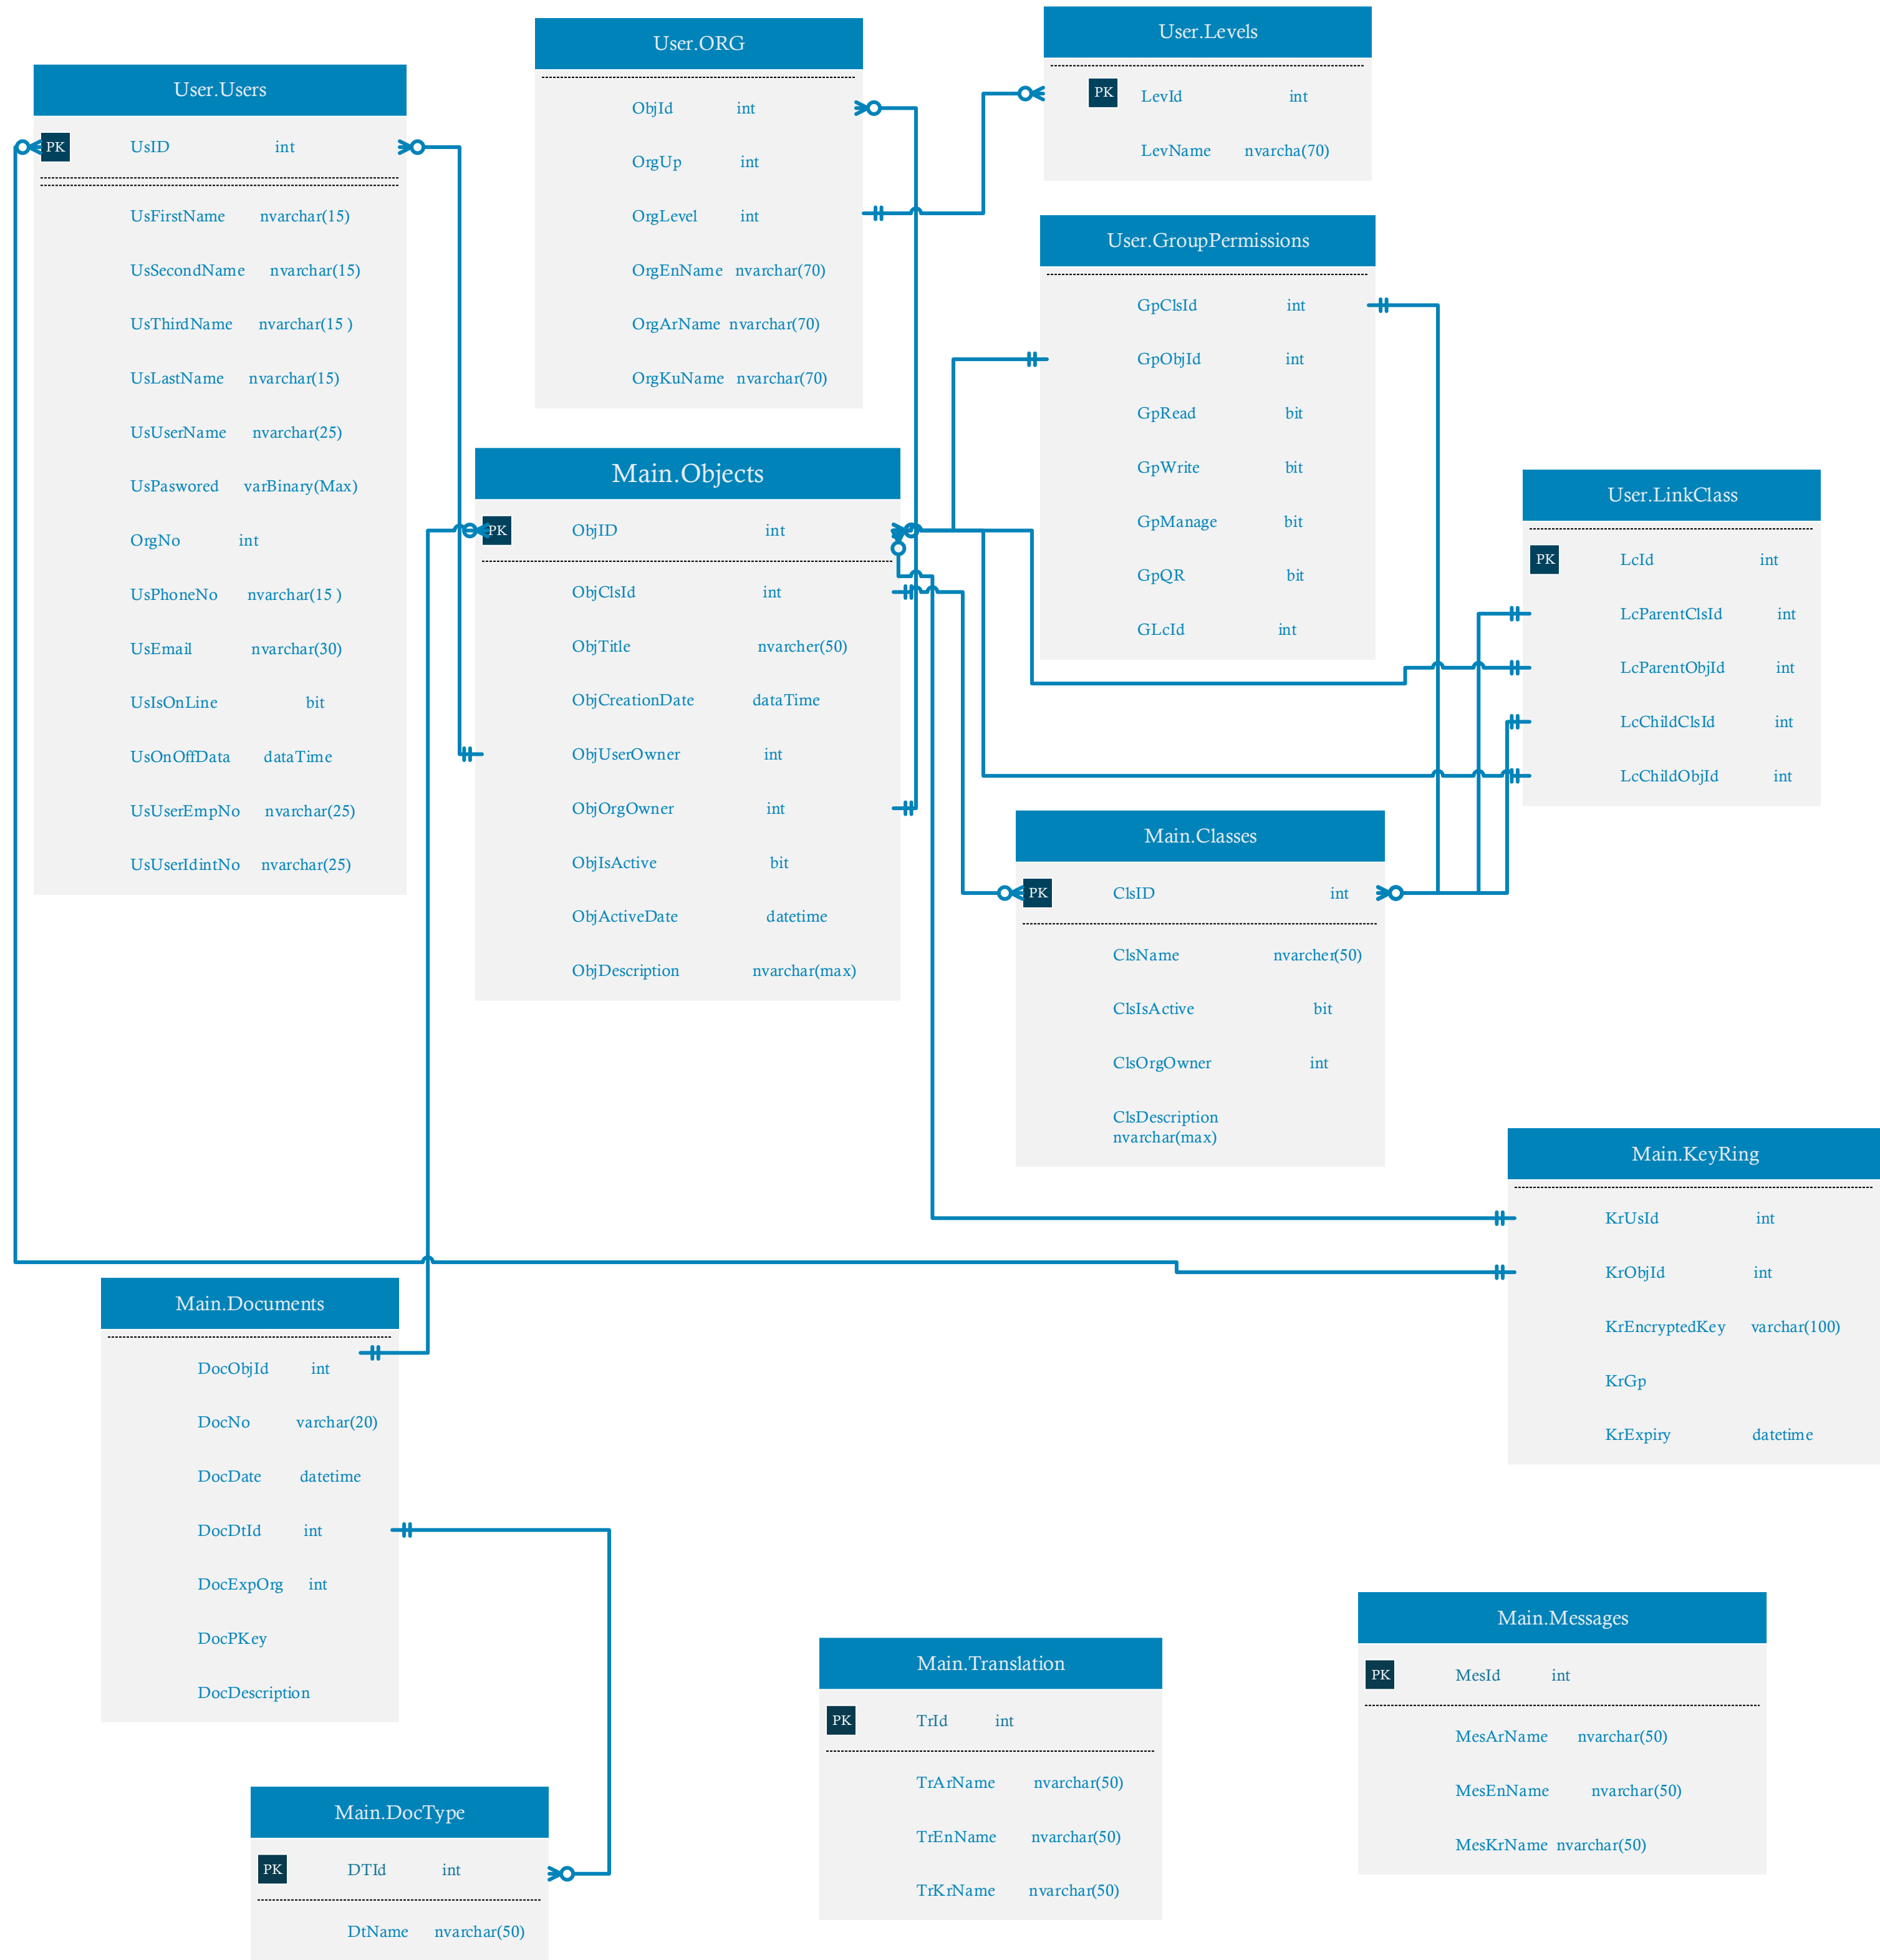 User.Users
PK UsID int
UsFirstName nvarchar(15)
UsSecondName nvarchar(15)
UsThirdName nvarchar(15 )
UsLastName nvarchar(15)
UsUserName nvarchar(25)
UsPaswored varBinary(Max)
OrgNo int
UsPhoneNo nvarchar(15 )
UsEmail nvarchar(30)
UsIsOnLine bit
UsOnOffData dataTime
UsUserEmpNo nvarchar(25)
UsUserIdintNo nvarchar(25)
User.ORG
ObjId int
OrgUp int
OrgLevel int
OrgEnName nvarchar(70)
OrgArName nvarchar(70)
OrgKuName nvarchar(70)
User.Levels
PK LevId int
LevName nvarcha(70)
User.GroupPermissions
GpClsId int
GpObjId int
GpRead bit
GpWrite bit
GpManage bit
GpQR bit
GLcId int
Main.Objects
PK ObjID int
ObjClsId int
ObjTitle nvarcher(50)
ObjCreationDate dataTime
ObjUserOwner int
ObjOrgOwner int
ObjIsActive bit
ObjActiveDate datetime
ObjDescription nvarchar(max)
User.LinkClass
PK LcId int
LcParentClsId int
LcParentObjId int
LcChildClsId int
LcChildObjId int
Main.Classes
PK ClsID int
ClsName nvarcher(50)
ClsIsActive bit
ClsOrgOwner int
ClsDescription
nvarchar(max)
Main.KeyRing
KrUsId int
KrObjId int
KrEncryptedKey varchar(100)
KrGp
KrExpiry datetime
Main.Documents
DocObjId int
DocNo varchar(20)
DocDate datetime
DocDtId int
DocExpOrg int
DocPKey
DocDescription
Main.DocType
PK DTId int
DtName nvarchar(50)
Main.Translation
PK TrId int
TrArName nvarchar(50)
TrEnName nvarchar(50)
TrKrName nvarchar(50)
Main.Messages
PK MesId int
MesArName nvarchar(50)
MesEnName nvarchar(50)
MesKrName nvarchar(50)